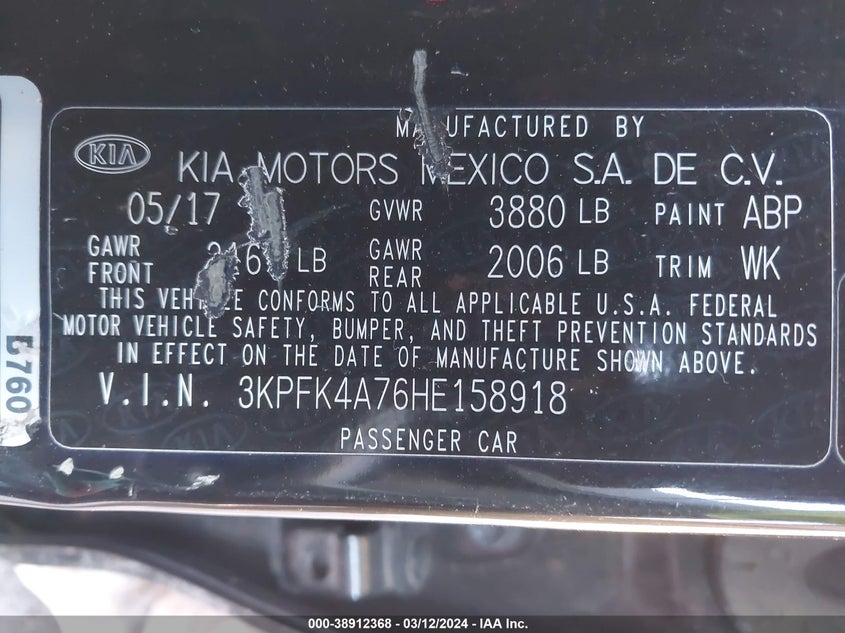 MANUFACTURED BY
KIA KIA MOTORS MEXICO S.A. DE C.V.
05/17 GVWR 3880 LB PAINT ABP
GAWR FRONT LB GAWR REAR 2006 LB TRIM WK
THIS VEHICLE CONFORMS TO ALL APPLICABLE U.S.A. FEDERAL
MOTOR VEHICLE SAFETY, BUMPER, AND THEFT PREVENTION STANDARDS
IN EFFECT ON THE DATE OF MANUFACTURE SHOWN ABOVE.
V.I.N. 3KPFK4A76HE158918
PASSENGER CAR
000-38912368 - 03/12/2024 - IAA Inc.